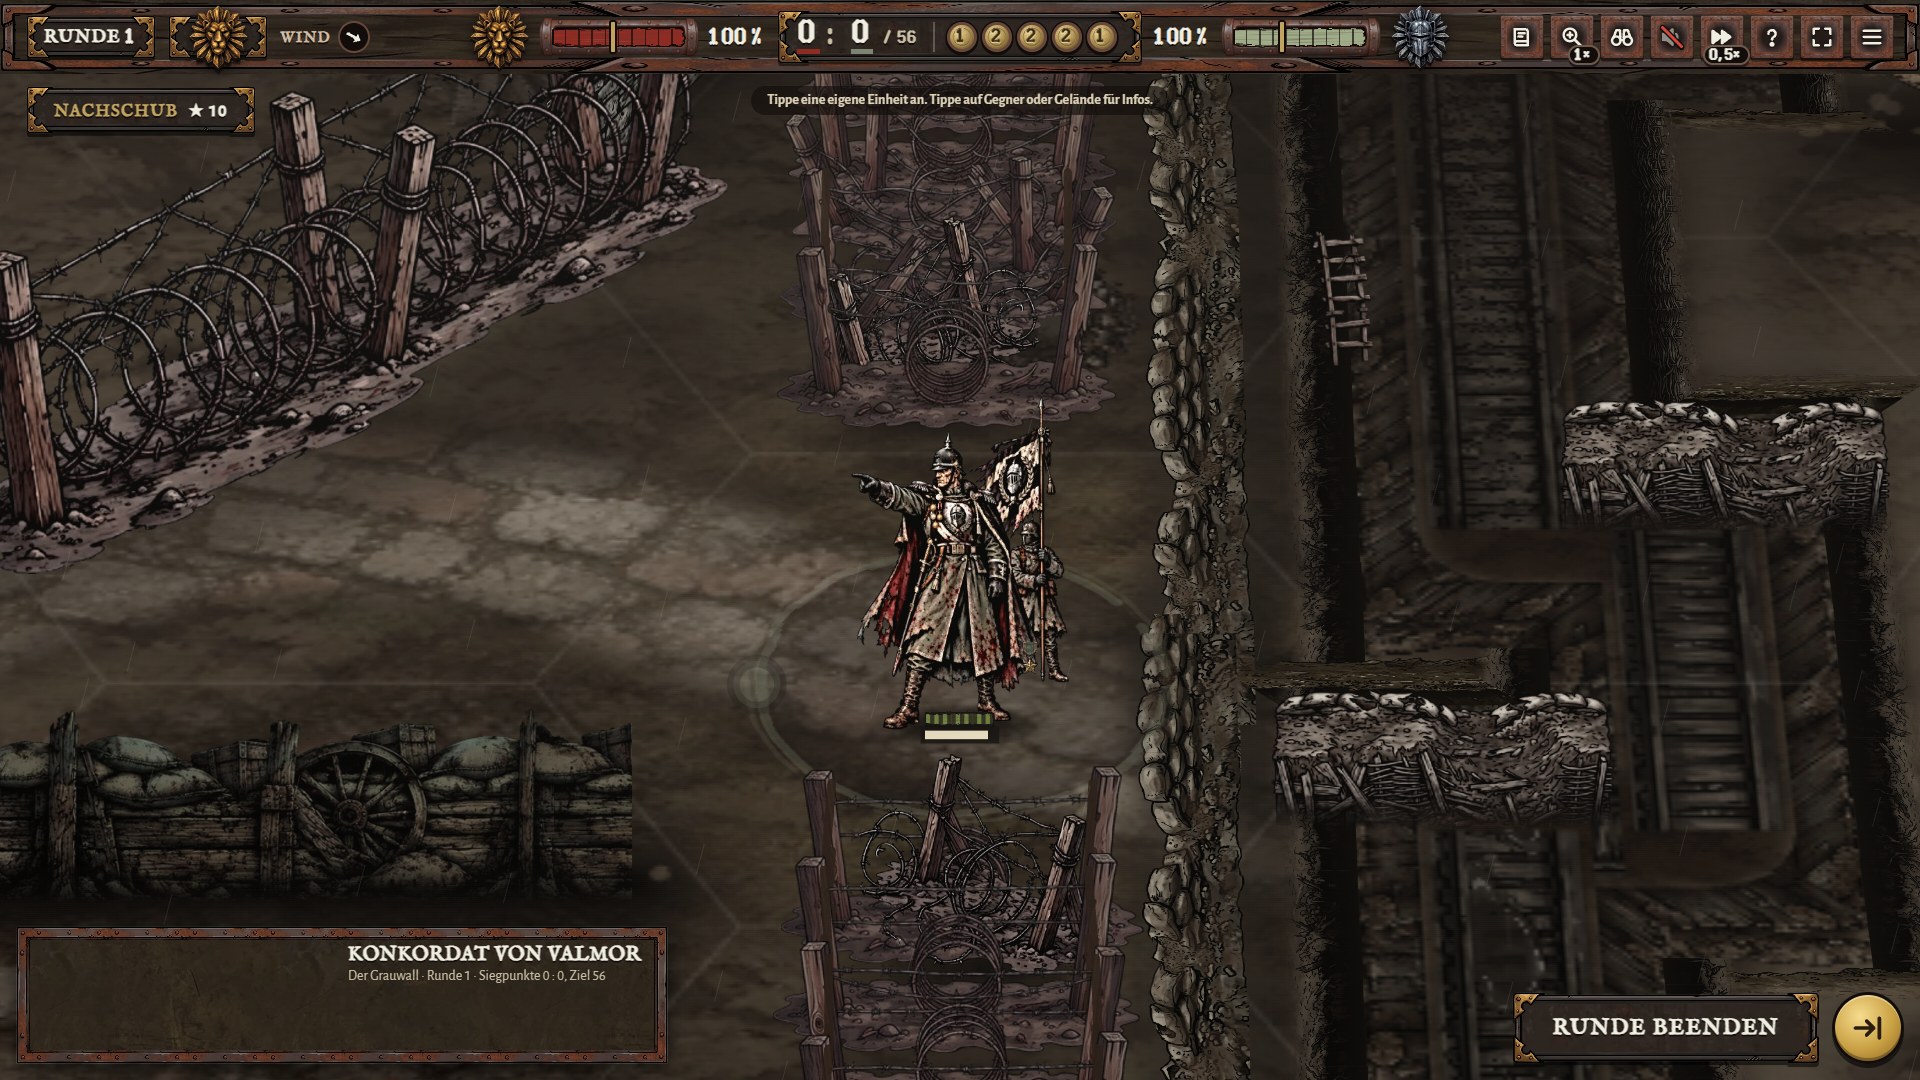 RUNDE 1
WIND
100 %
0 : 0 / 56
1 2 2 2 1
100 %
1×
0,5×
?
NACHSCHUB ★ 10
Tippe eine eigene Einheit an. Tippe auf Gegner oder Gelände für Infos.
KONKORDAT VON VALMOR
Der Grauwall · Runde 1 · Siegpunkte 0 : 0, Ziel 56
RUNDE BEENDEN